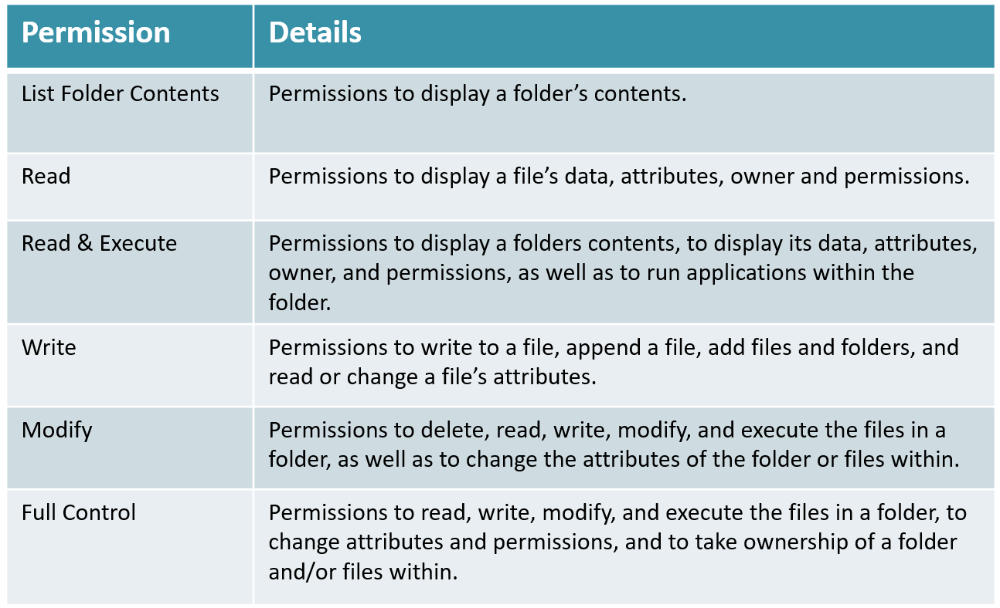 Permission Details
List Folder Contents Permissions to display a folder’s contents.
Read Permissions to display a file’s data, attributes, owner and permissions.
Read & Execute Permissions to display a folders contents, to display its data, attributes,
owner, and permissions, as well as to run applications within the
folder.
Write Permissions to write to a file, append a file, add files and folders, and
read or change a file’s attributes.
Modify Permissions to delete, read, write, modify, and execute the files in a
folder, as well as to change the attributes of the folder or files within.
Full Control Permissions to read, write, modify, and execute the files in a folder, to
change attributes and permissions, and to take ownership of a folder
and/or files within.